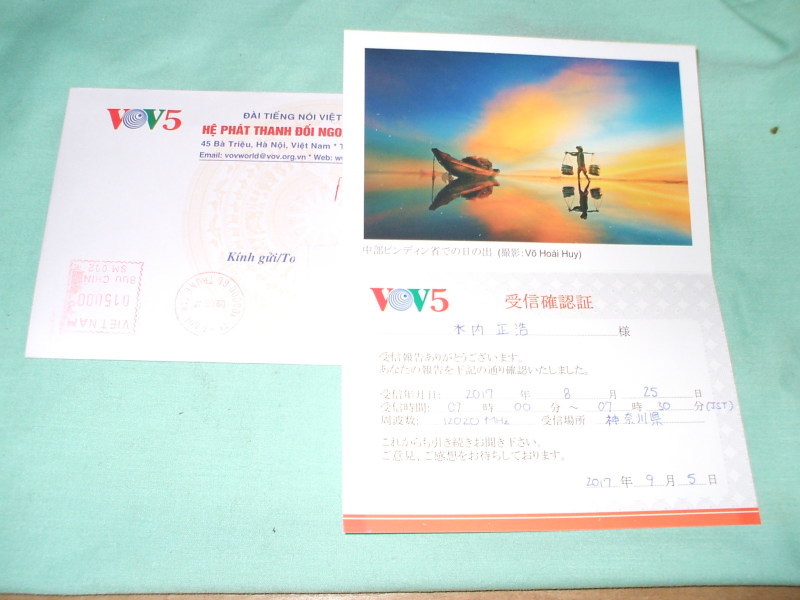 VOV5
ĐÀI TIẾNG NÓI VIỆT
HỆ PHÁT THANH ĐỐI NGO
45 Bà Triệu, Hà Nội, Việt Nam * T
Email: vovworld@vov.org.vn * Web: w
Kính gửi/To
VIET NAM
015000
BUU CHINH
中部ビンディン省での日の出 (撮影:Võ Hoài Huy)
VOV5 受信確認証
水内 正浩 様
受信報告ありがとうございます。
あなたの報告を下記の通り確認いたしました。
受信年月日: 2017 年 8 月 25 日
受信時間: 07 時 00 分 ~ 07 時 30 分 (JST)
周波数: 12020 kHz 受信場所 神奈川県
これからも引き続きお聞き下さい。
ご意見、ご感想をお待ちしております。
2017 年 9 月 5 日